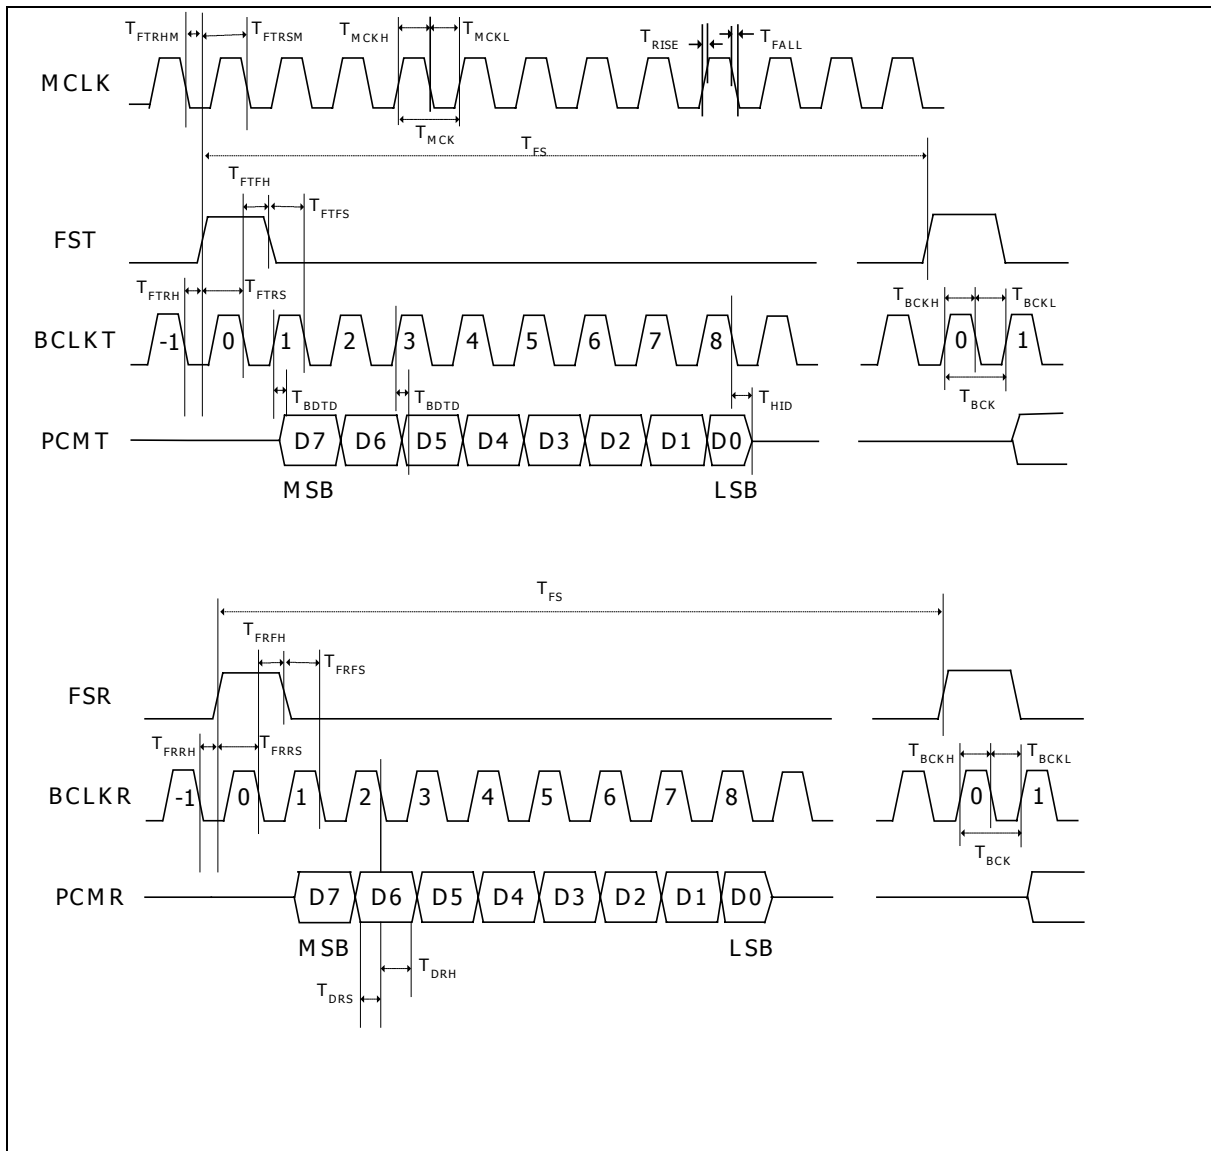 TFTRHM TFTRSM TMCKH TMCKL TRISE TFALL
MCLK
TMCK TFS
TFTFH TFTFS
FST
TFTRH TFTRS TBCKH TBCKL
BCLKT -1 0 1 2 3 4 5 6 7 8 0 1
TBDTD TBDTD THID TBCK
PCMT D7 D6 D5 D4 D3 D2 D1 D0
MSB LSB
TFS
TFRFH TFRFS
FSR
TFRRH TFRRS TBCKH TBCKL
BCLKR -1 0 1 2 3 4 5 6 7 8 0 1
TBCK
PCMR D7 D6 D5 D4 D3 D2 D1 D0
MSB LSB
TDRH
TDRS